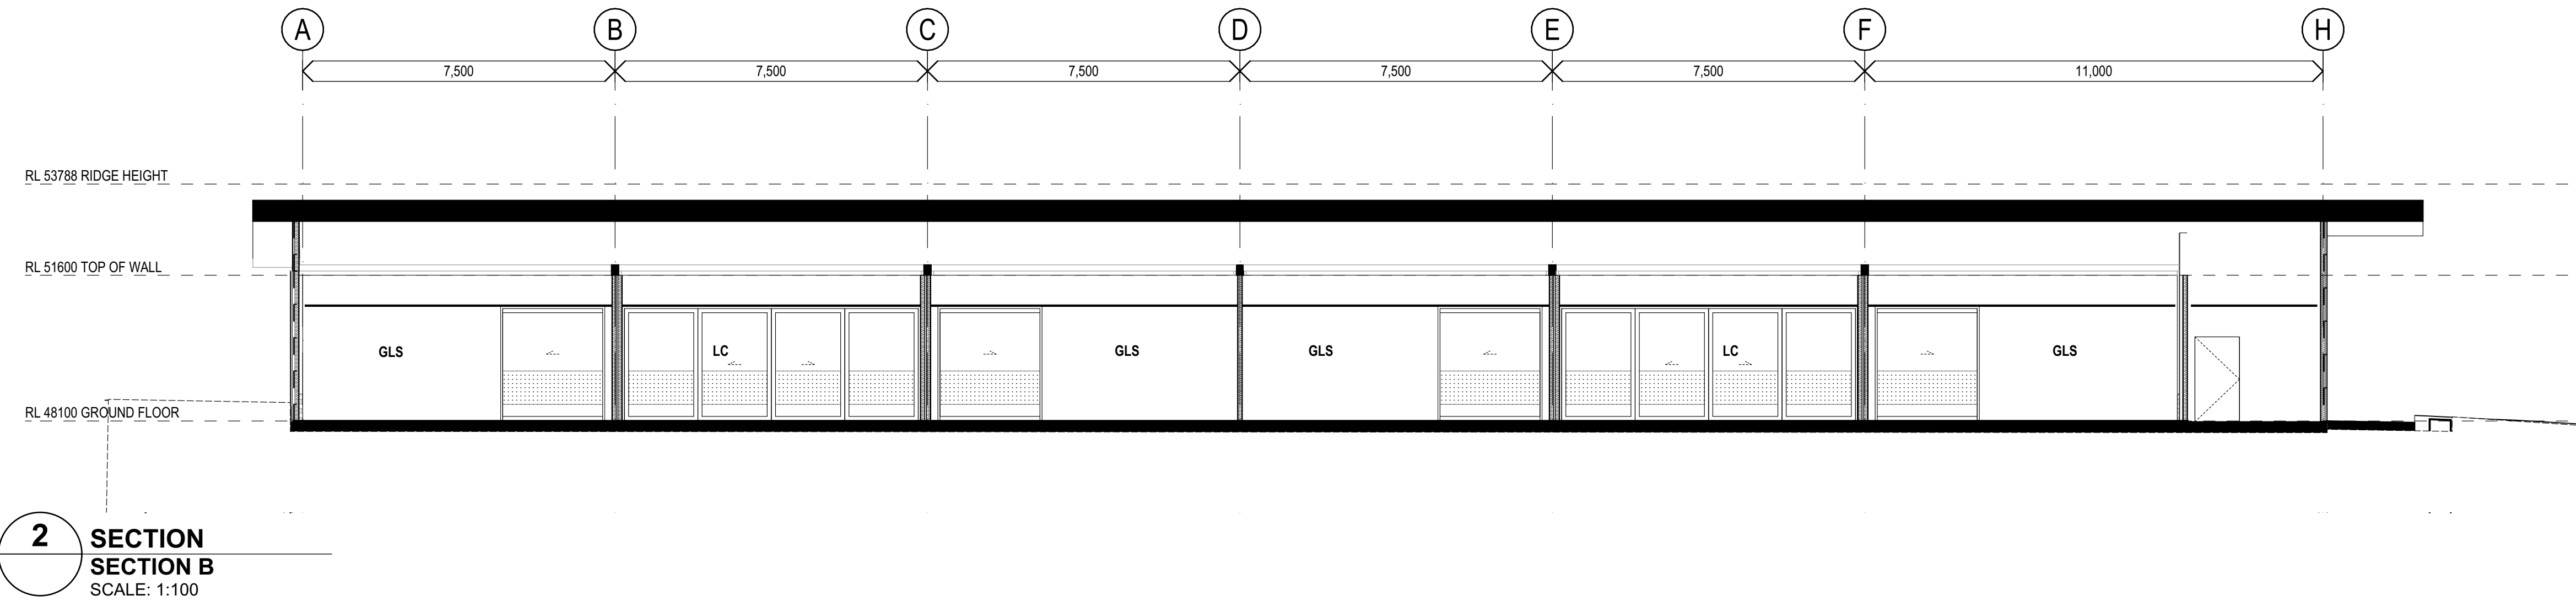 A B C D E F H
7,500 7,500 7,500 7,500 7,500 11,000
RL 53788 RIDGE HEIGHT
RL 51600 TOP OF WALL
GLS LC GLS GLS LC GLS
RL 48100 GROUND FLOOR
2 SECTION
SECTION B
SCALE: 1:100